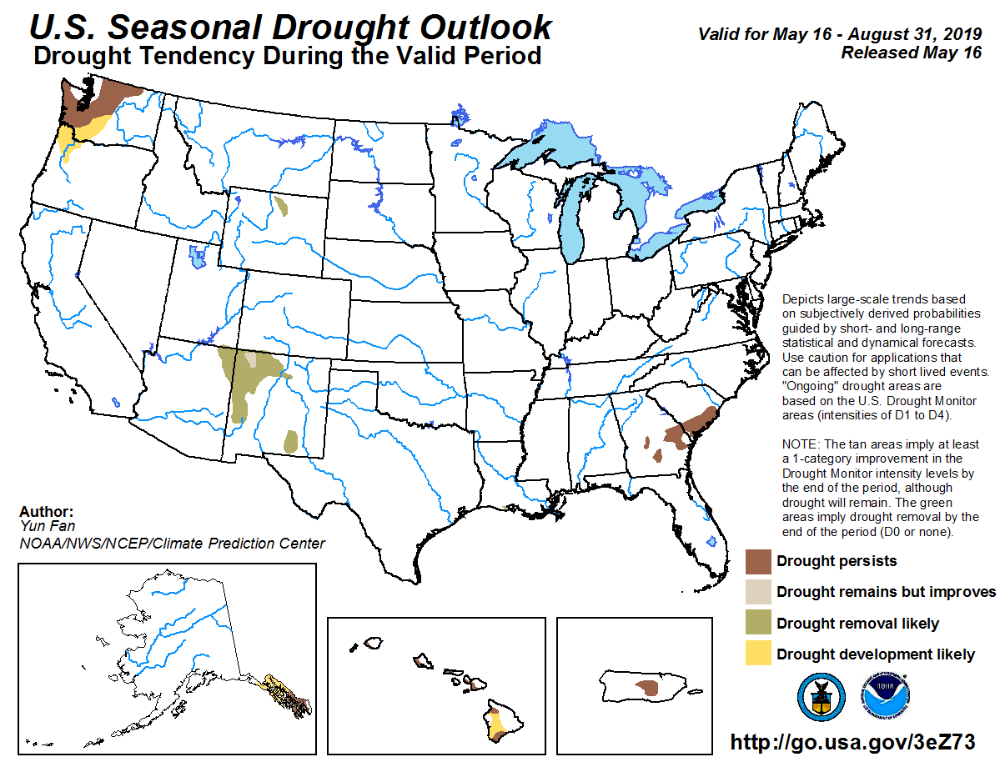 U.S. Seasonal Drought Outlook
Drought Tendency During the Valid Period
Valid for May 16 - August 31, 2019
Released May 16
Depicts large-scale trends based
on subjectively derived probabilities
guided by short- and long-range
statistical and dynamical forecasts.
Use caution for applications that
can be affected by short lived events.
"Ongoing" drought areas are
based on the U.S. Drought Monitor
areas (intensities of D1 to D4).
NOTE: The tan areas imply at least
a 1-category improvement in the
Drought Monitor intensity levels by
the end of the period, although
drought will remain. The green
areas imply drought removal by the
end of the period (D0 or none).
Author:
Yun Fan
NOAA/NWS/NCEP/Climate Prediction Center
Drought persists
Drought remains but improves
Drought removal likely
Drought development likely
http://go.usa.gov/3eZ73